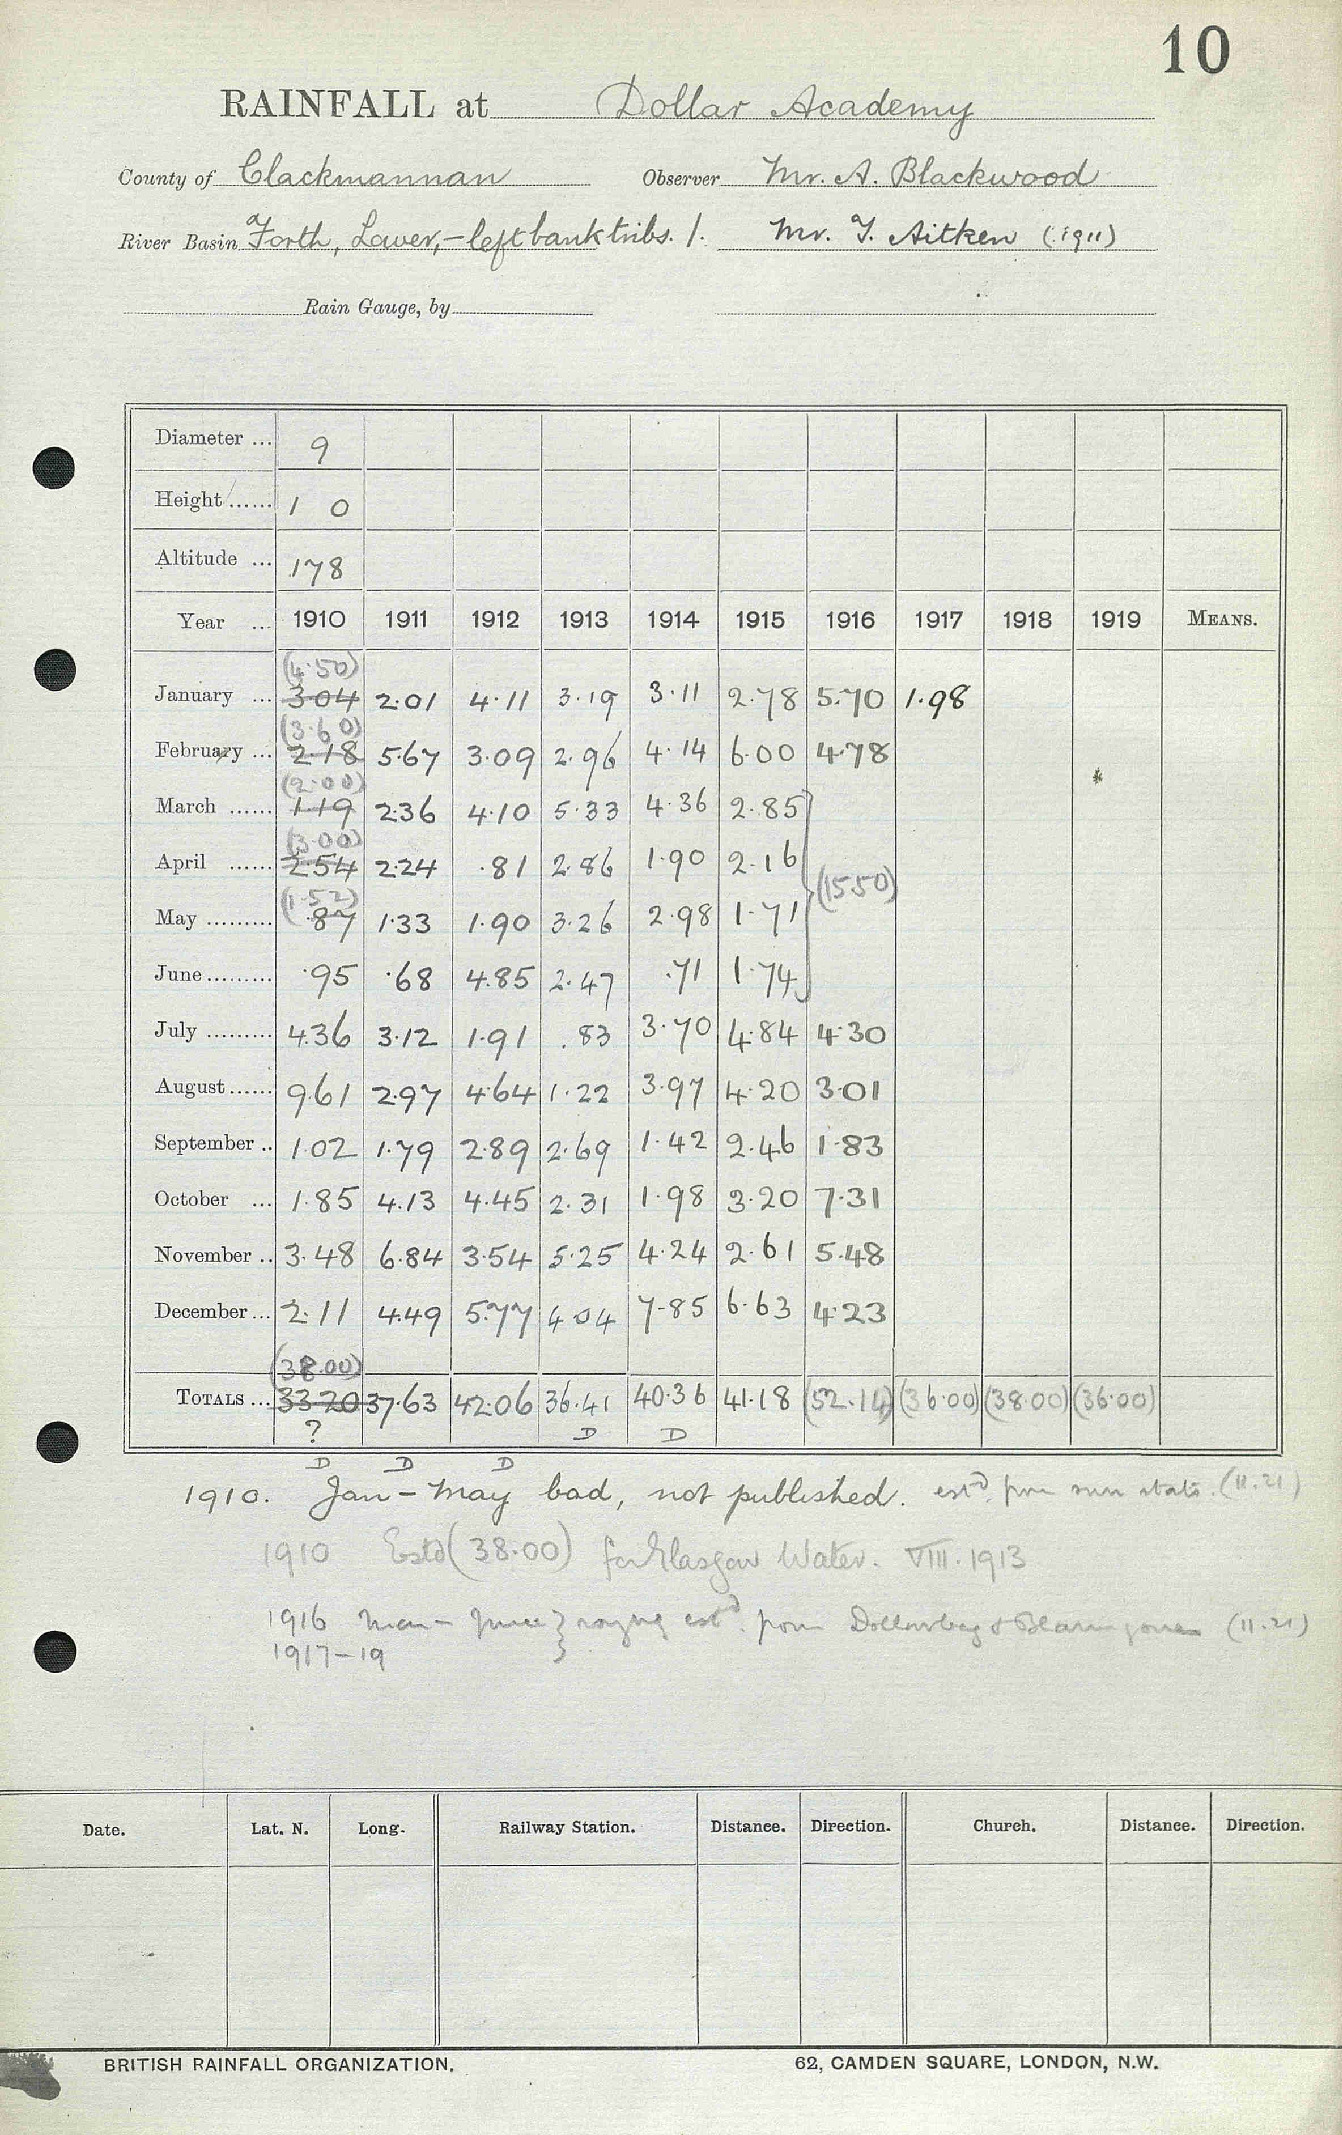 10
RAINFALL at Dollar Academy
County of Clackmannan Observer Mr. A. Blackwood
River Basin Forth, Lower,-left bank tribs. 1. Mr. T. Aitken (1911)
Rain Gauge, by
Diameter ... 9
Height ...... 1 0
Altitude ... 178
Year ... 1910 1911 1912 1913 1914 1915 1916 1917 1918 1919 MEANS.
(4.50)
January ... 3.04 2.01 4.11 3.19 3.11 2.78 5.70 1.98
(3.60)
February ... 2.18 5.67 3.09 2.96 4.14 6.00 4.78
(2.00)
March ...... 1.19 2.36 4.10 5.33 4.36 2.85
(3.00)
April ...... 2.54 2.24 .81 2.86 1.90 2.16 (15.50)
(1.52)
May ......... .87 1.33 1.90 3.26 2.98 1.71
June ......... .95 .68 4.85 2.47 .71 1.74
July ......... 4.36 3.12 1.91 .83 3.70 4.84 4.30
August ...... 9.61 2.97 4.64 1.22 3.97 4.20 3.01
September .. 1.02 1.79 2.89 2.69 1.42 2.46 1.83
October ... 1.85 4.13 4.45 2.31 1.98 3.20 7.31
November .. 3.48 6.84 3.54 5.25 4.24 2.61 5.48
December ... 2.11 4.49 5.77 4.04 7.85 6.63 4.23
(38.00)
TOTALS ... 33.20 37.63 42.06 36.41 40.36 41.18 (52.14) (36.00) (38.00) (36.00)
? D D
D D D
1910. Jan - May bad, not published. estd. from (11.21)
1910 Estd (38.00) for Glasgow Water. VIII. 1913
1916 Mar - June } estd. from Dollarbeg & (11.21)
1917-19 }
Date. Lat. N. Long. Railway Station. Distance. Direction. Church. Distance. Direction.
BRITISH RAINFALL ORGANIZATION. 62, CAMDEN SQUARE, LONDON, N.W.